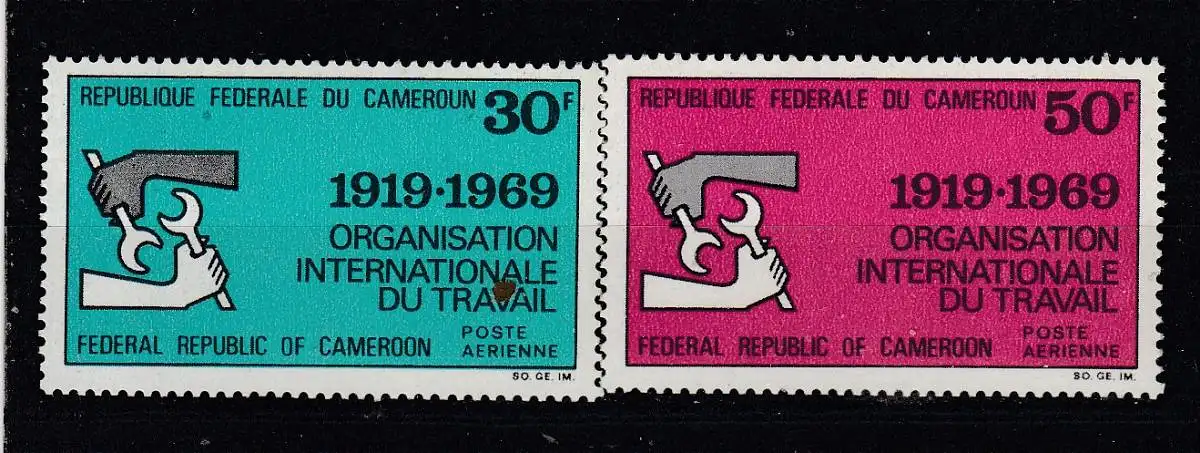 REPUBLIQUE FEDERALE DU CAMEROUN 30F
1919·1969
ORGANISATION
INTERNATIONALE
DU TRAVAIL
FEDERAL REPUBLIC OF CAMEROON
POSTE
AERIENNE
SO. GE. IM.
REPUBLIQUE FEDERALE DU CAMEROUN 50F
1919·1969
ORGANISATION
INTERNATIONALE
DU TRAVAIL
FEDERAL REPUBLIC OF CAMEROON
POSTE
AERIENNE
SO. GE. IM.